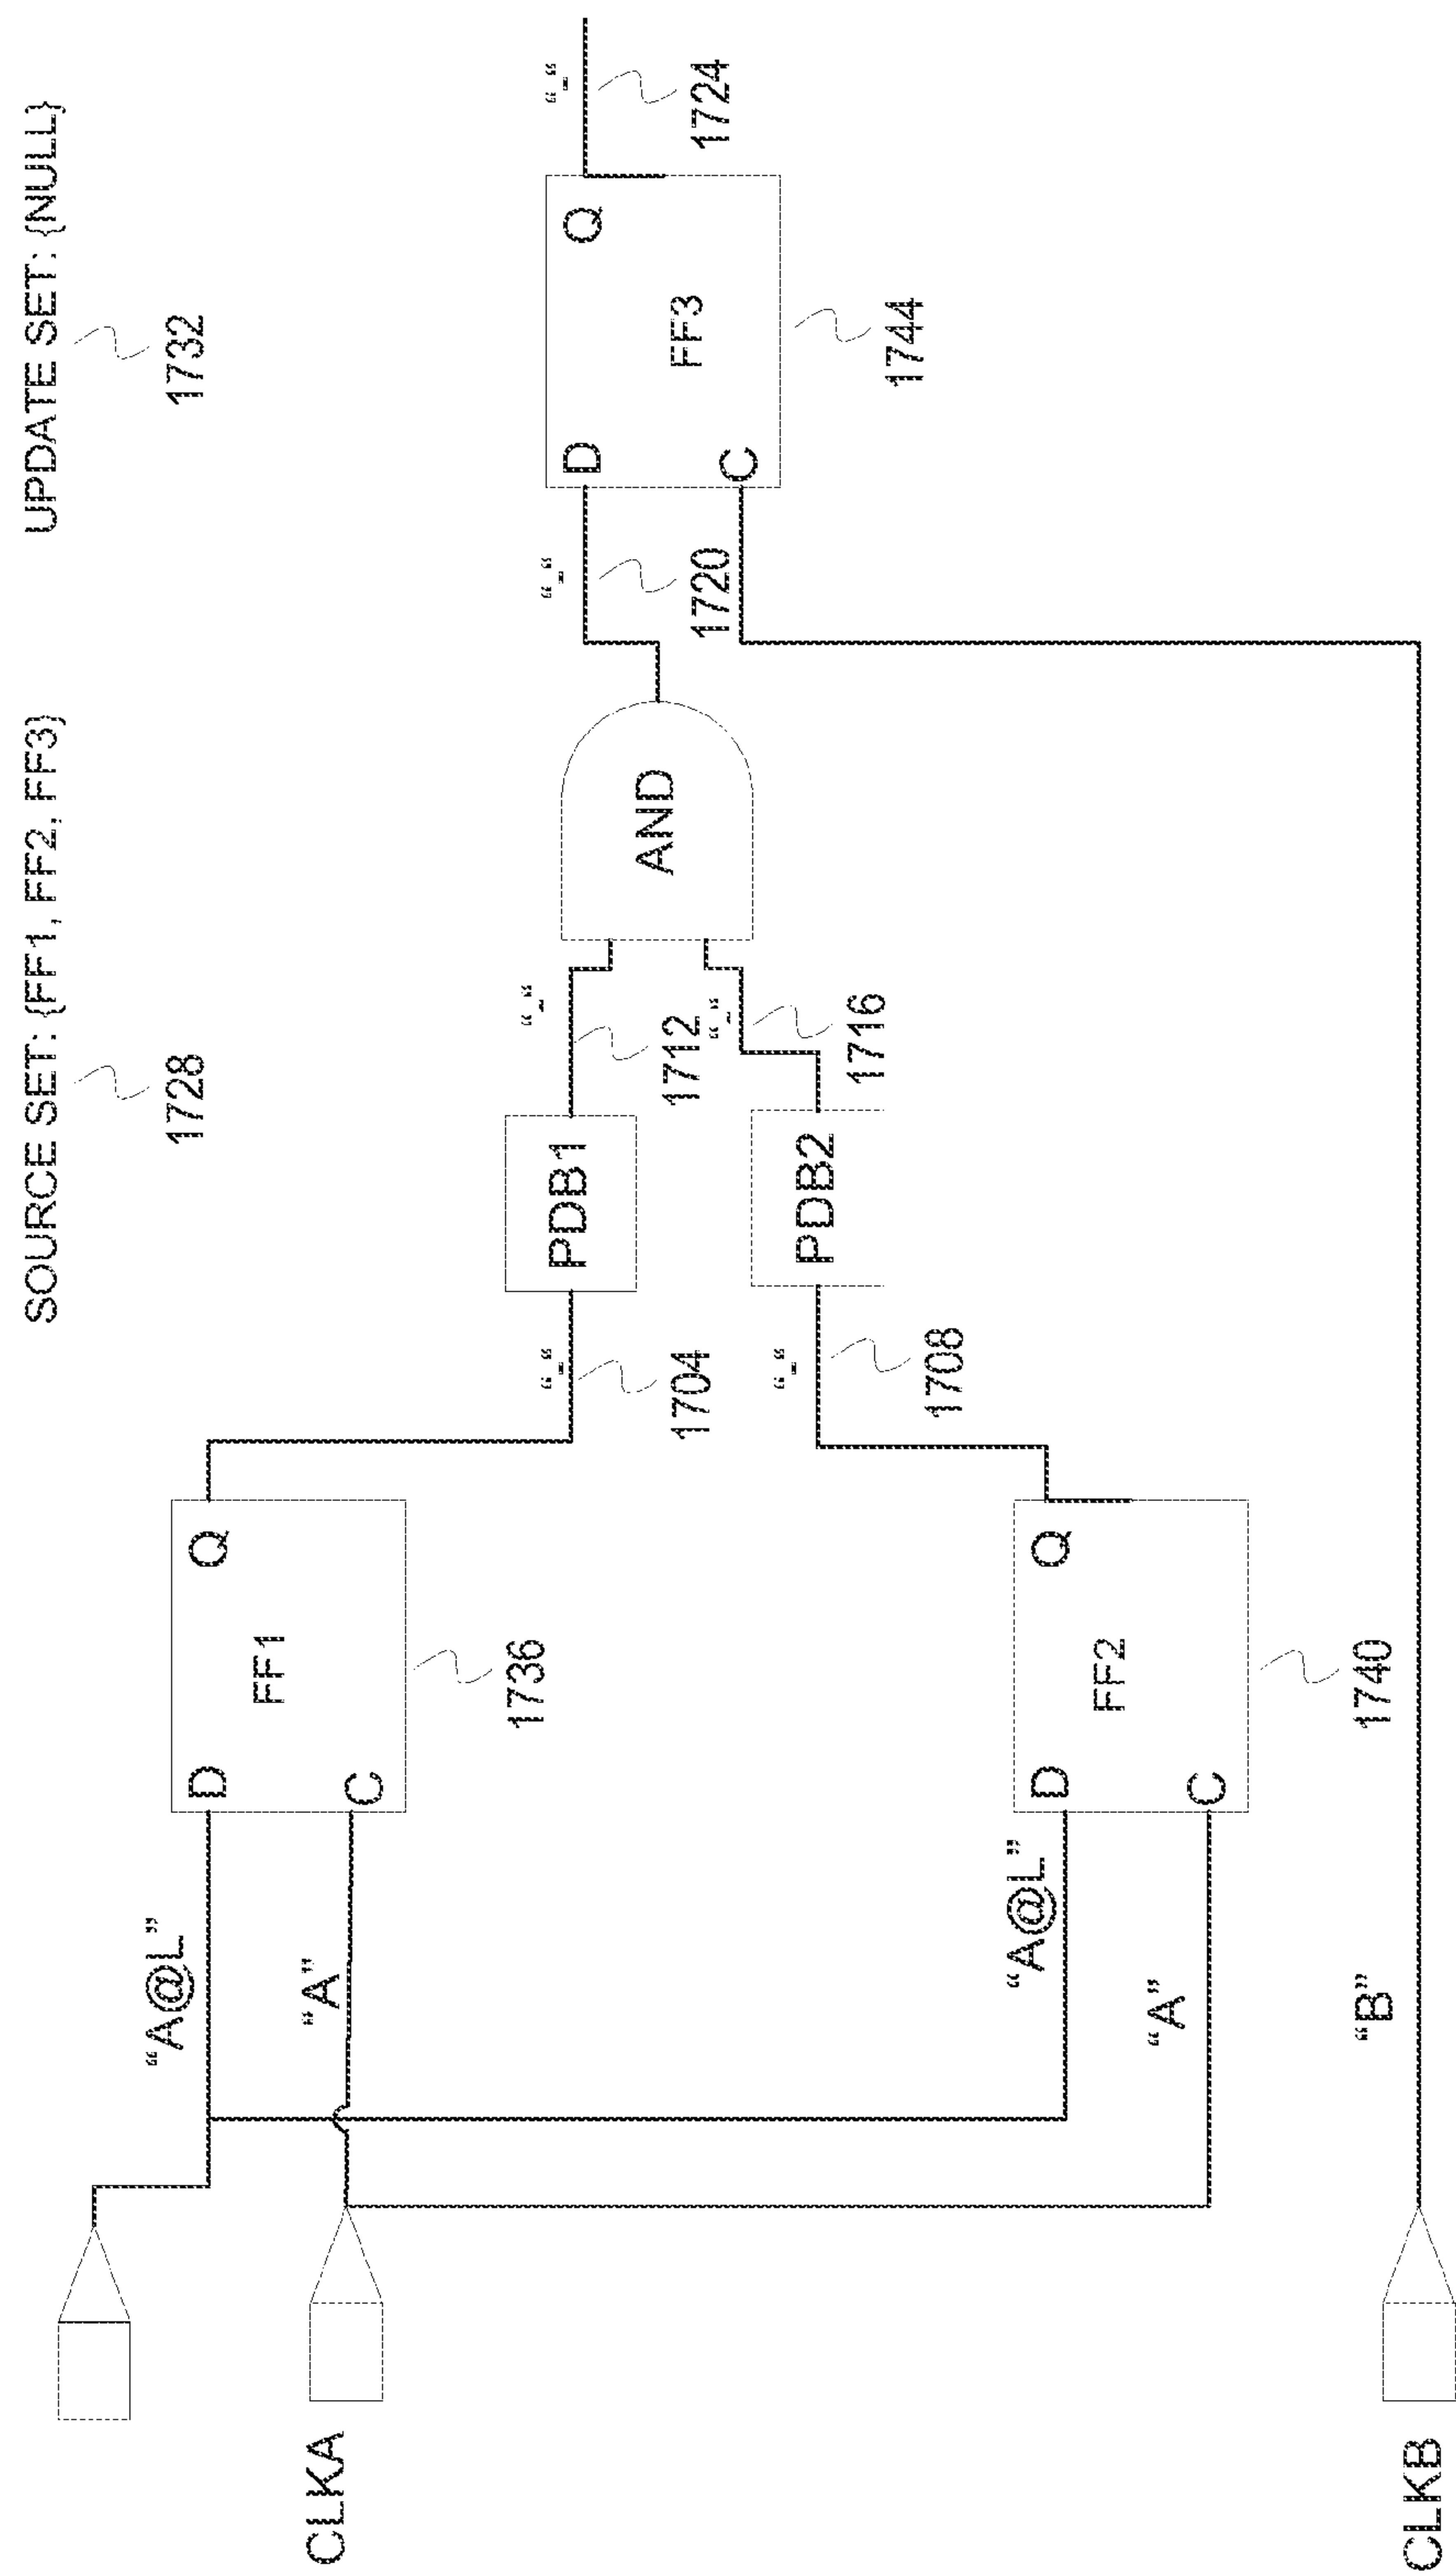 SOURCE SET: {FF1, FF2, FF3}
UPDATE SET: {NULL}
1728
1732
“A@L”
D
Q
FF1
“A”
C
1736
CLKA
“-”
1704
PDB1
“-”
1712
AND
“-”
1720
D
Q
FF3
C
“-”
1724
1744
“-”
1708
PDB2
“-”
1716
“A@L”
D
Q
FF2
“A”
C
1740
“B”
CLKB